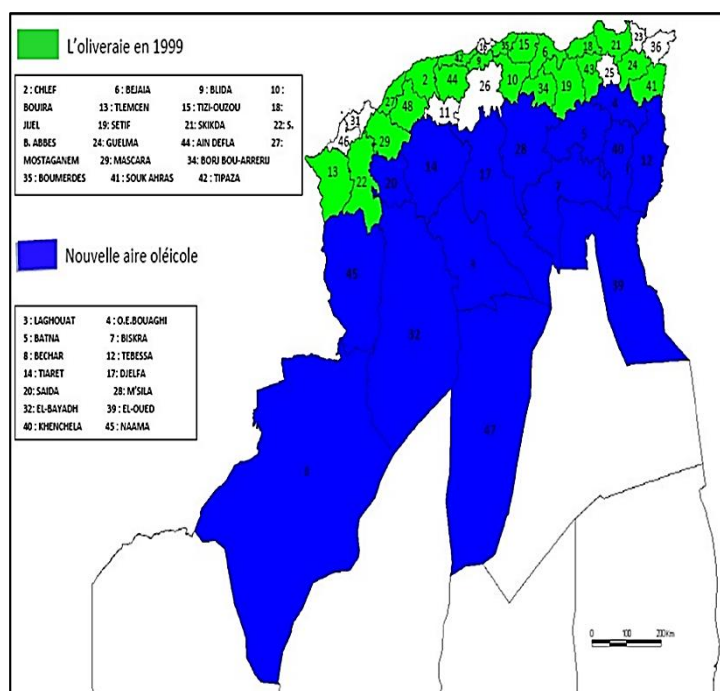 L'oliveraie en 1999
2 : CHLEF 6 : BEJAIA 9 : BLIDA 10 :
BOUIRA 13 : TLEMCEN 15 : TIZI-OUZOU 18 :
JIJEL 19: SETIF 21 : SKIKDA 22 : S.
B. ABBES 24: GUELMA 44 : AIN DEFLA 27 :
MOSTAGANEM 29 : MASCARA 34: BORJ BOU-ARRERIJ
35 : BOUMERDES 41 : SOUK AHRAS 42 : TIPAZA
Nouvelle aire oléicole
3 : LAGHOUAT 4 : O.E.BOUAGHI
5 : BATNA 7 : BISKRA
8 : BECHAR 12 : TEBESSA
14 : TIARET 17 : DJELFA
20: SAIDA 28 : M'SILA
32: EL-BAYADH 39 : EL-OUED
40 : KHENCHELA 45 : NAAMA
23
16 35 15 18 21 36
42 9 6
2 44 26 10 34 19 43 25 24 41
27 48 11
31
46 29
13 22
20 14 17 28 5 4 40 12
7
45 32 39
47
0 100 200 Km